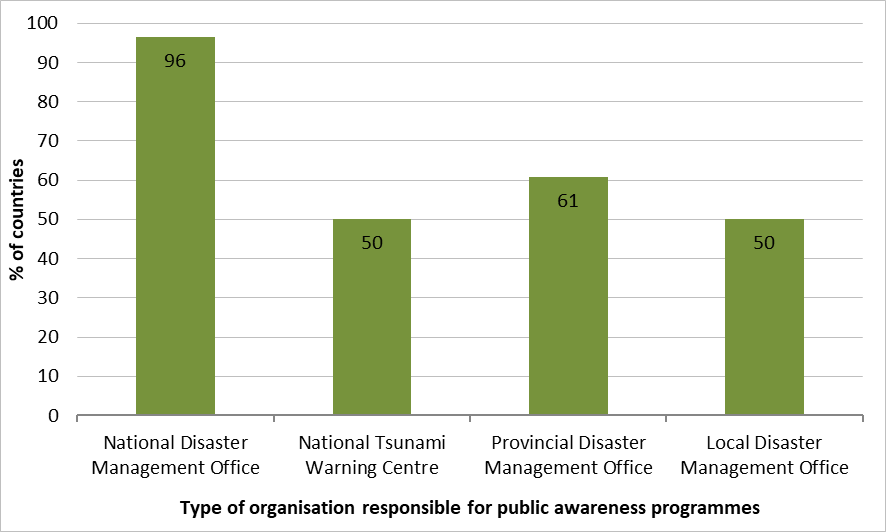 100
90
80
70
60
50
40
30
20
10
0
% of countries
96
50
61
50
National Disaster
Management Office
National Tsunami
Warning Centre
Provincial Disaster
Management Office
Local Disaster
Management Office
Type of organisation responsible for public awareness programmes